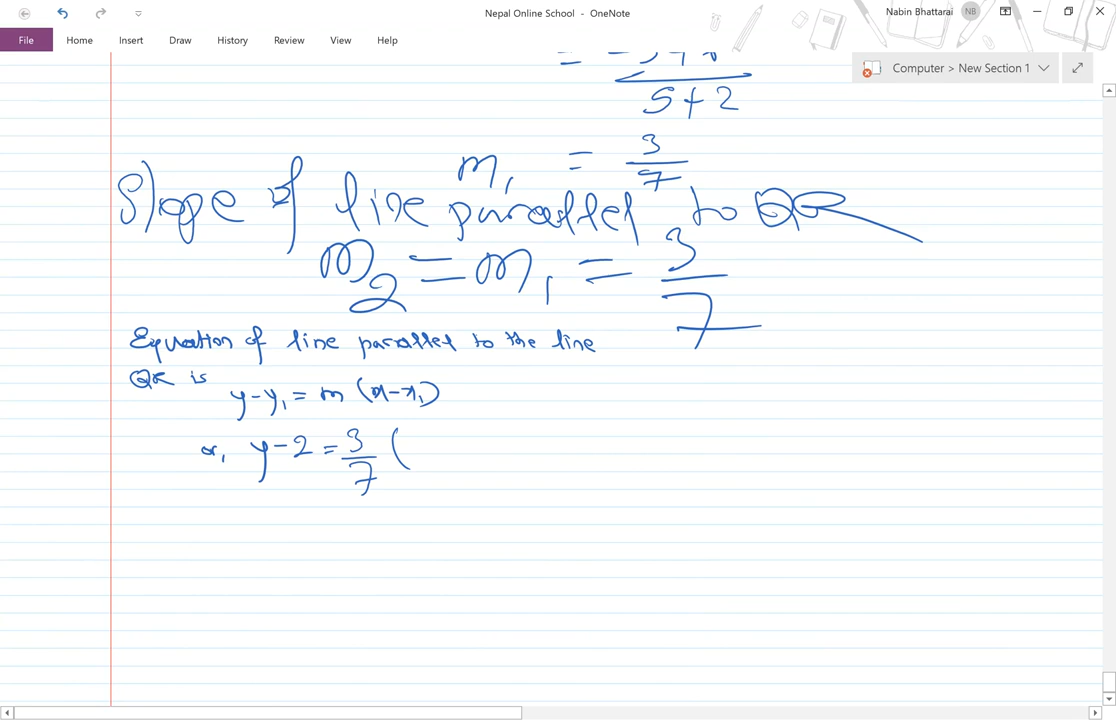 Nepal Online School - OneNote
Nabin Bhattarai NB
File Home Insert Draw History Review View Help
Computer > New Section 1
=
5+2
m₁ = 3/7
Slope of line parallel to QR
m₂ = m₁ = 3/7
Equation of line parallel to the line
QR is
y-y₁ = m (x-x₁)
or, y-2 = 3/7 (